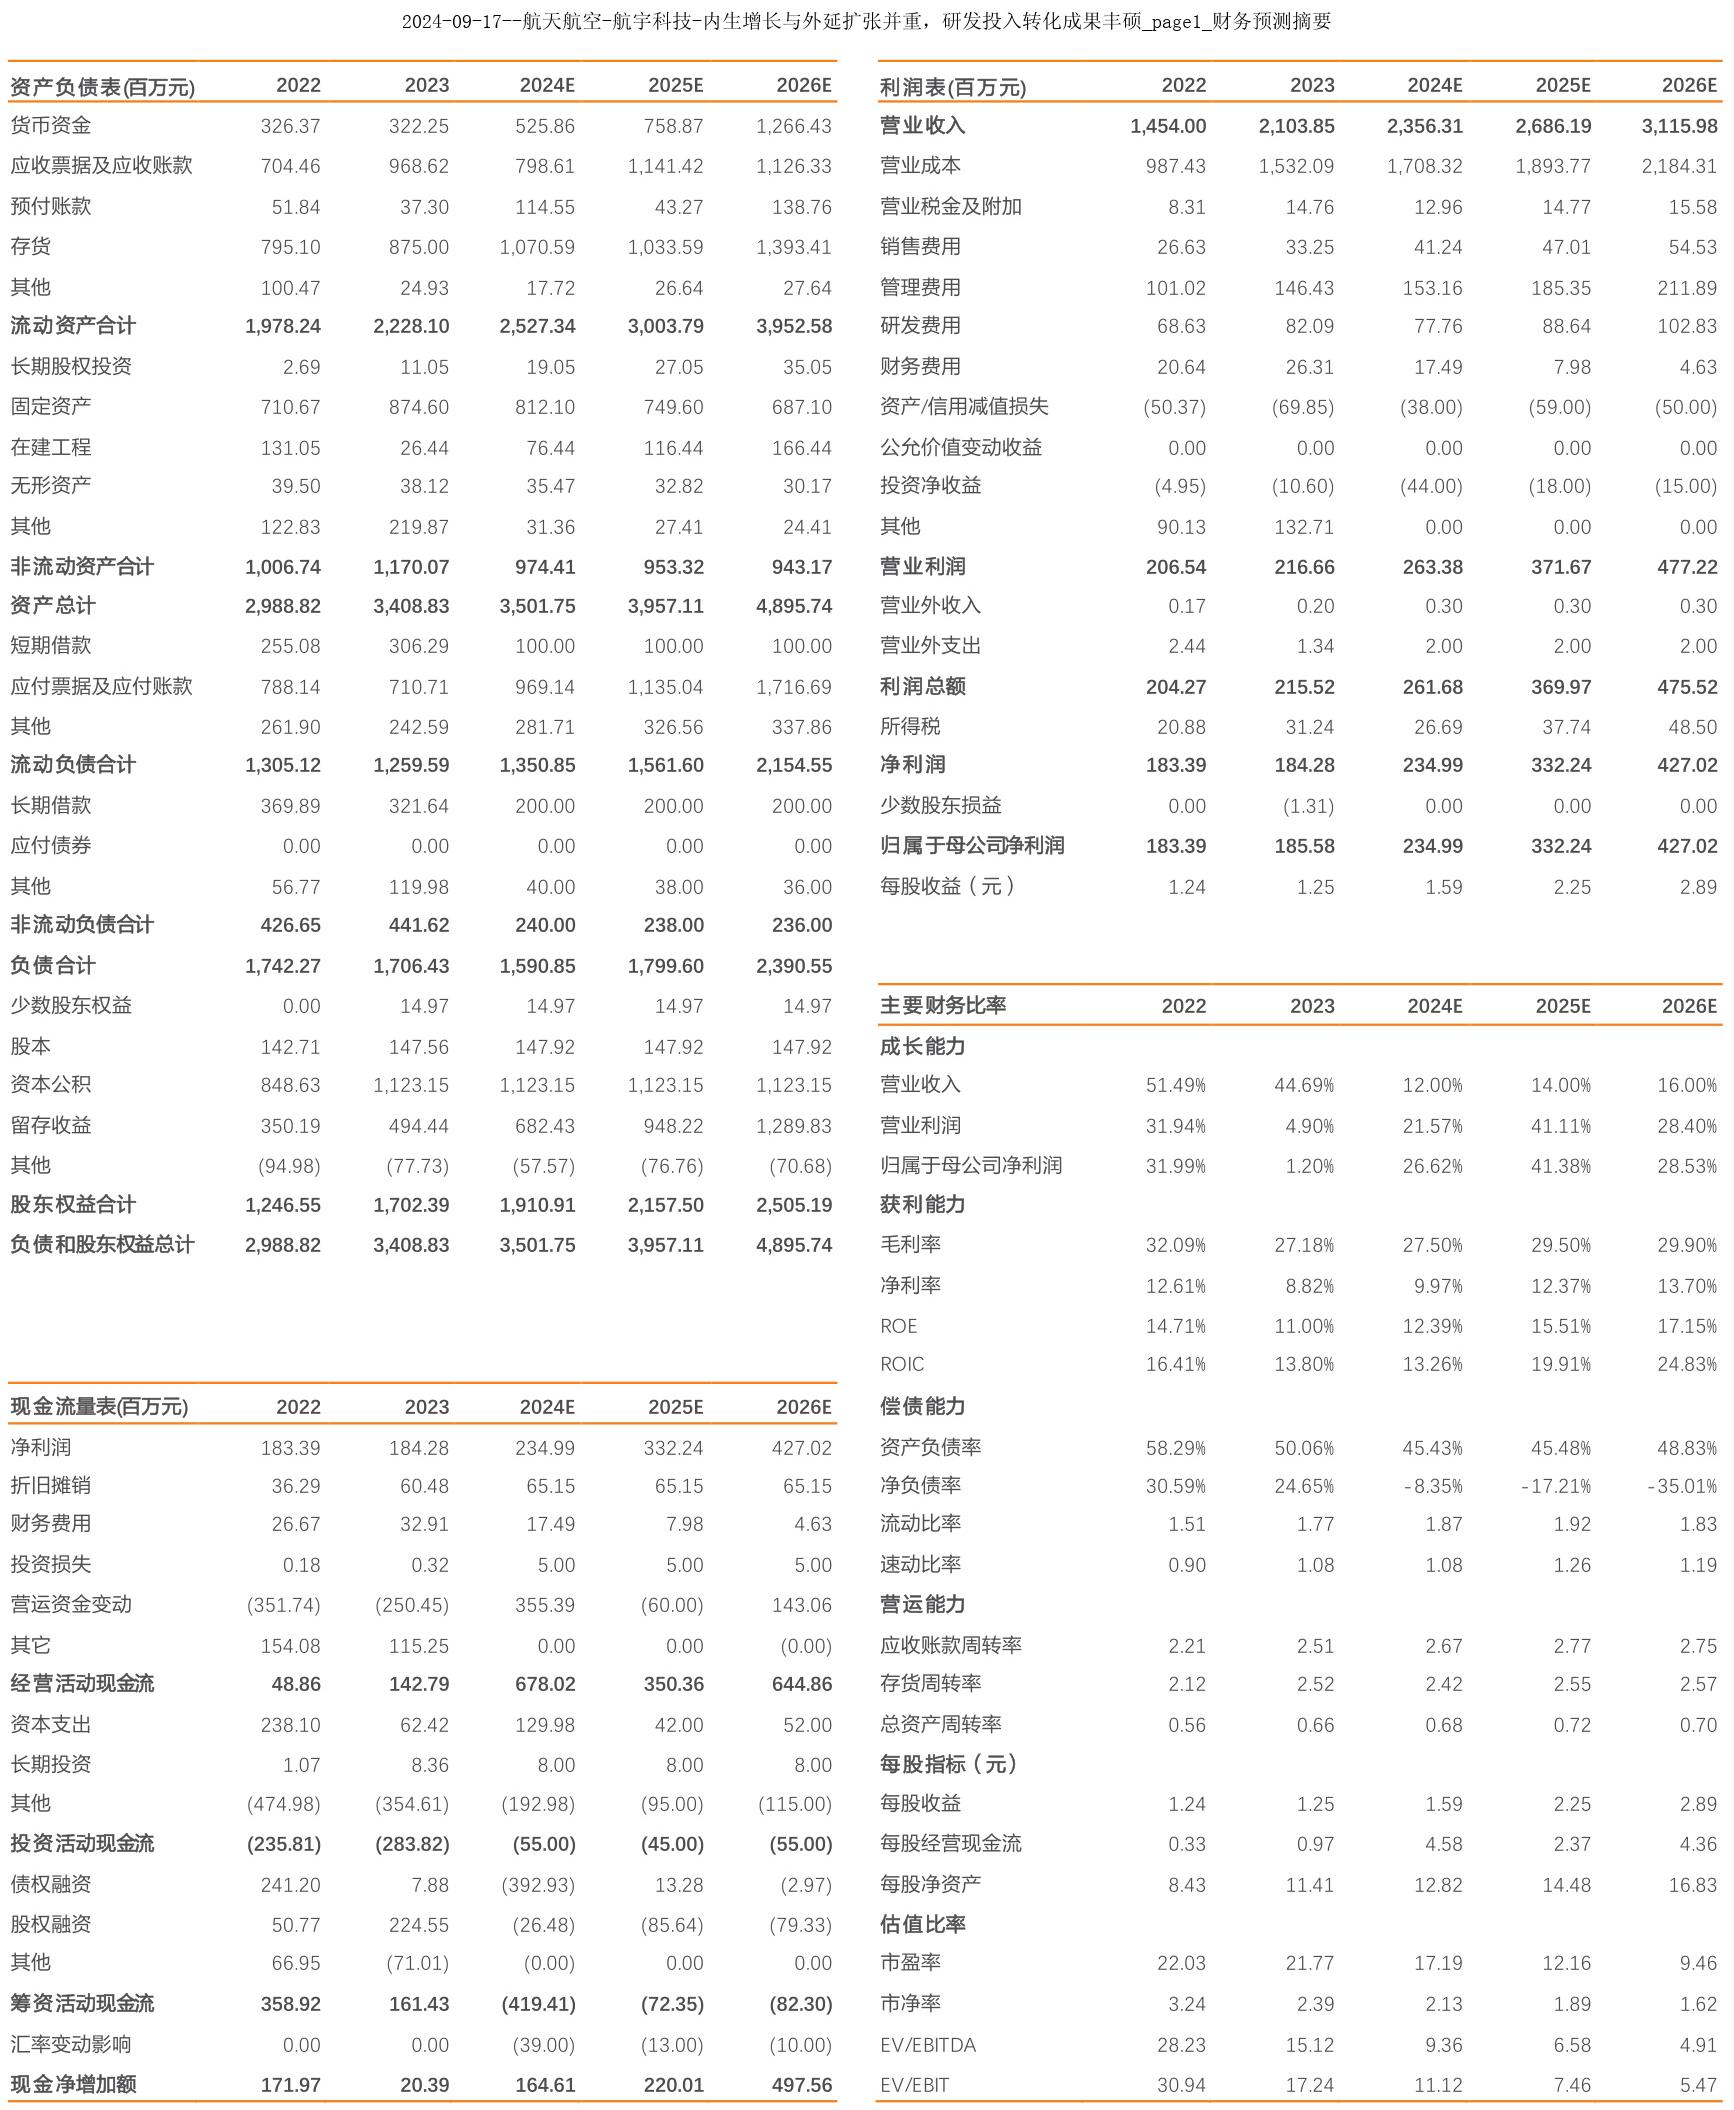 2024-09-17--航天航空-航宇科技-内生增长与外延扩张并重，研发投入转化成果丰硕_page1_财务预测摘要
资产负债表(百万元) 2022 2023 2024E 2025E 2026E
货币资金 326.37 322.25 525.86 758.87 1,266.43
应收票据及应收账款 704.46 968.62 798.61 1,141.42 1,126.33
预付账款 51.84 37.30 114.55 43.27 138.76
存货 795.10 875.00 1,070.59 1,033.59 1,393.41
其他 100.47 24.93 17.72 26.64 27.64
流动资产合计 1,978.24 2,228.10 2,527.34 3,003.79 3,952.58
长期股权投资 2.69 11.05 19.05 27.05 35.05
固定资产 710.67 874.60 812.10 749.60 687.10
在建工程 131.05 26.44 76.44 116.44 166.44
无形资产 39.50 38.12 35.47 32.82 30.17
其他 122.83 219.87 31.36 27.41 24.41
非流动资产合计 1,006.74 1,170.07 974.41 953.32 943.17
资产总计 2,988.82 3,408.83 3,501.75 3,957.11 4,895.74
短期借款 255.08 306.29 100.00 100.00 100.00
应付票据及应付账款 788.14 710.71 969.14 1,135.04 1,716.69
其他 261.90 242.59 281.71 326.56 337.86
流动负债合计 1,305.12 1,259.59 1,350.85 1,561.60 2,154.55
长期借款 369.89 321.64 200.00 200.00 200.00
应付债券 0.00 0.00 0.00 0.00 0.00
其他 56.77 119.98 40.00 38.00 36.00
非流动负债合计 426.65 441.62 240.00 238.00 236.00
负债合计 1,742.27 1,706.43 1,590.85 1,799.60 2,390.55
少数股东权益 0.00 14.97 14.97 14.97 14.97
股本 142.71 147.56 147.92 147.92 147.92
资本公积 848.63 1,123.15 1,123.15 1,123.15 1,123.15
留存收益 350.19 494.44 682.43 948.22 1,289.83
其他 (94.98) (77.73) (57.57) (76.76) (70.68)
股东权益合计 1,246.55 1,702.39 1,910.91 2,157.50 2,505.19
负债和股东权益总计 2,988.82 3,408.83 3,501.75 3,957.11 4,895.74
现金流量表(百万元) 2022 2023 2024E 2025E 2026E
净利润 183.39 184.28 234.99 332.24 427.02
折旧摊销 36.29 60.48 65.15 65.15 65.15
财务费用 26.67 32.91 17.49 7.98 4.63
投资损失 0.18 0.32 5.00 5.00 5.00
营运资金变动 (351.74) (250.45) 355.39 (60.00) 143.06
其它 154.08 115.25 0.00 0.00 (0.00)
经营活动现金流 48.86 142.79 678.02 350.36 644.86
资本支出 238.10 62.42 129.98 42.00 52.00
长期投资 1.07 8.36 8.00 8.00 8.00
其他 (474.98) (354.61) (192.98) (95.00) (115.00)
投资活动现金流 (235.81) (283.82) (55.00) (45.00) (55.00)
债权融资 241.20 7.88 (392.93) 13.28 (2.97)
股权融资 50.77 224.55 (26.48) (85.64) (79.33)
其他 66.95 (71.01) (0.00) 0.00 0.00
筹资活动现金流 358.92 161.43 (419.41) (72.35) (82.30)
汇率变动影响 0.00 0.00 (39.00) (13.00) (10.00)
现金净增加额 171.97 20.39 164.61 220.01 497.56
利润表(百万元) 2022 2023 2024E 2025E 2026E
营业收入 1,454.00 2,103.85 2,356.31 2,686.19 3,115.98
营业成本 987.43 1,532.09 1,708.32 1,893.77 2,184.31
营业税金及附加 8.31 14.76 12.96 14.77 15.58
销售费用 26.63 33.25 41.24 47.01 54.53
管理费用 101.02 146.43 153.16 185.35 211.89
研发费用 68.63 82.09 77.76 88.64 102.83
财务费用 20.64 26.31 17.49 7.98 4.63
资产/信用减值损失 (50.37) (69.85) (38.00) (59.00) (50.00)
公允价值变动收益 0.00 0.00 0.00 0.00 0.00
投资净收益 (4.95) (10.60) (44.00) (18.00) (15.00)
其他 90.13 132.71 0.00 0.00 0.00
营业利润 206.54 216.66 263.38 371.67 477.22
营业外收入 0.17 0.20 0.30 0.30 0.30
营业外支出 2.44 1.34 2.00 2.00 2.00
利润总额 204.27 215.52 261.68 369.97 475.52
所得税 20.88 31.24 26.69 37.74 48.50
净利润 183.39 184.28 234.99 332.24 427.02
少数股东损益 0.00 (1.31) 0.00 0.00 0.00
归属于母公司净利润 183.39 185.58 234.99 332.24 427.02
每股收益（元） 1.24 1.25 1.59 2.25 2.89
主要财务比率 2022 2023 2024E 2025E 2026E
成长能力
营业收入 51.49% 44.69% 12.00% 14.00% 16.00%
营业利润 31.94% 4.90% 21.57% 41.11% 28.40%
归属于母公司净利润 31.99% 1.20% 26.62% 41.38% 28.53%
获利能力
毛利率 32.09% 27.18% 27.50% 29.50% 29.90%
净利率 12.61% 8.82% 9.97% 12.37% 13.70%
ROE 14.71% 11.00% 12.39% 15.51% 17.15%
ROIC 16.41% 13.80% 13.26% 19.91% 24.83%
偿债能力
资产负债率 58.29% 50.06% 45.43% 45.48% 48.83%
净负债率 30.59% 24.65% -8.35% -17.21% -35.01%
流动比率 1.51 1.77 1.87 1.92 1.83
速动比率 0.90 1.08 1.08 1.26 1.19
营运能力
应收账款周转率 2.21 2.51 2.67 2.77 2.75
存货周转率 2.12 2.52 2.42 2.55 2.57
总资产周转率 0.56 0.66 0.68 0.72 0.70
每股指标（元）
每股收益 1.24 1.25 1.59 2.25 2.89
每股经营现金流 0.33 0.97 4.58 2.37 4.36
每股净资产 8.43 11.41 12.82 14.48 16.83
估值比率
市盈率 22.03 21.77 17.19 12.16 9.46
市净率 3.24 2.39 2.13 1.89 1.62
EV/EBITDA 28.23 15.12 9.36 6.58 4.91
EV/EBIT 30.94 17.24 11.12 7.46 5.47